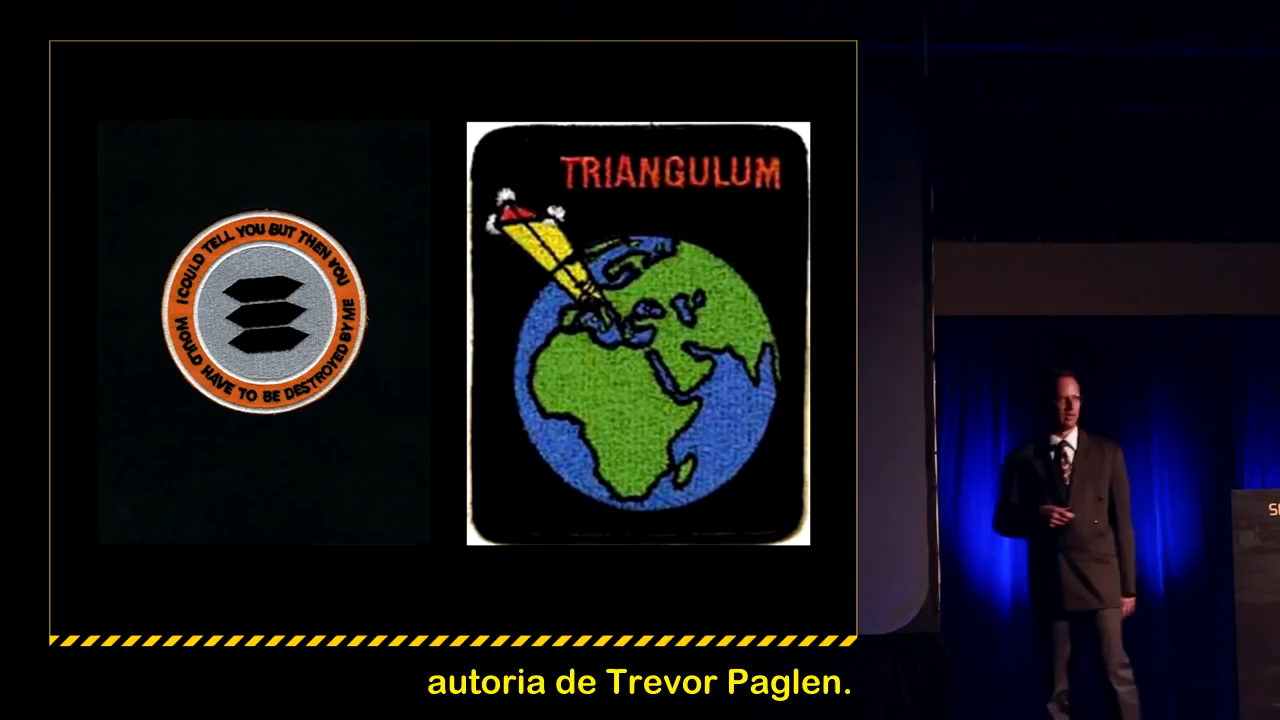 I COULD TELL YOU BUT THEN YOU
WOULD HAVE TO BE DESTROYED BY ME
TRIANGULUM
autoria de Trevor Paglen.